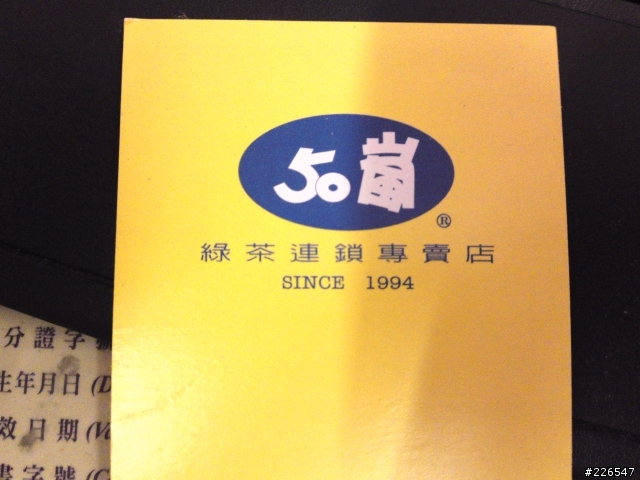 50嵐
®
綠茶連鎖專賣店
SINCE 1994
分證字號
生年月日 (D
效日期 (Va
字號 (C
#226547